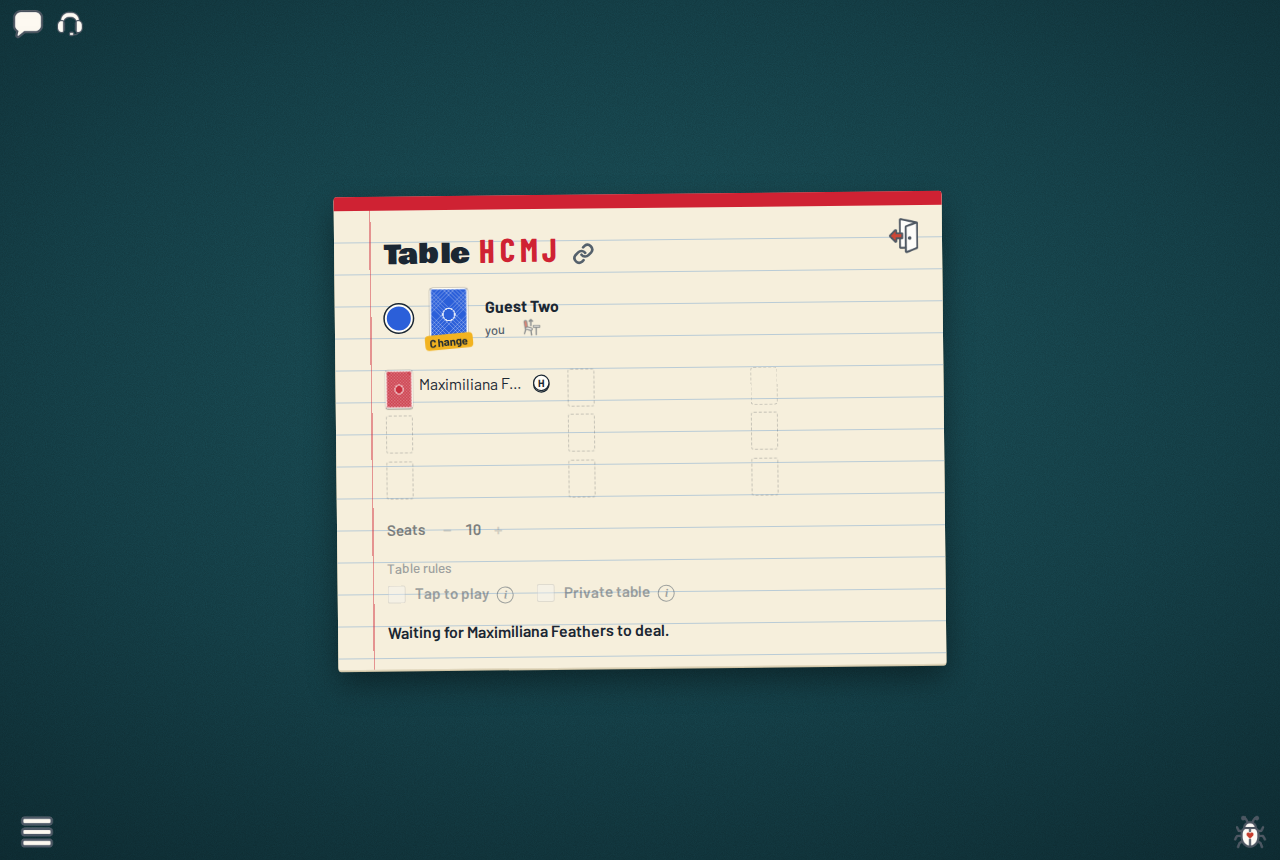 Table HCMJ
Guest Two
you
Change
Maximiliana F... H
Seats − 10 +
Table rules
Tap to play i Private table i
Waiting for Maximiliana Feathers to deal.